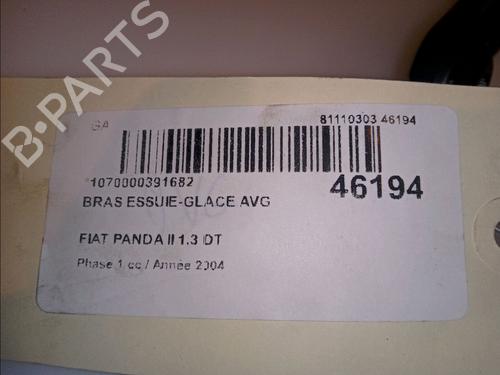 B-PARTS
GA
81110303 46194
*1070000391682
46194
BRAS ESSUIE-GLACE AVG
FIAT PANDA II 1.3 DT
Phase 1 cc / Année 2004